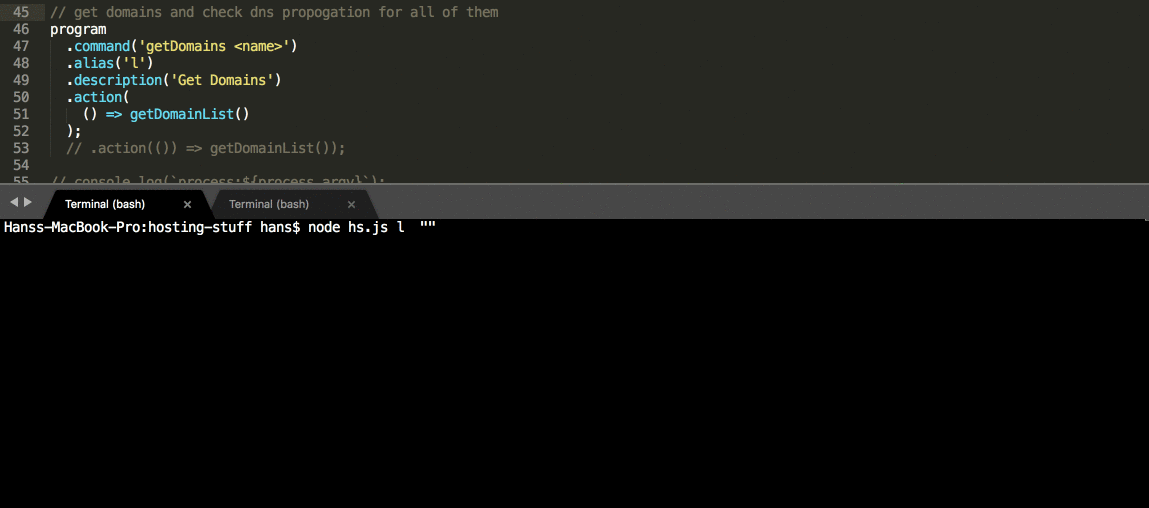 45 // get domains and check dns propogation for all of them
46 program
47 .command('getDomains <name>')
48 .alias('l')
49 .description('Get Domains')
50 .action(
51 () => getDomainList()
52 );
53 // .action(()) => getDomainList());
54
55 // console.log(`process:${process.argv}`);
Terminal (bash) × Terminal (bash) ×
Hanss-MacBook-Pro:hosting-stuff hans$ node hs.js l  ""